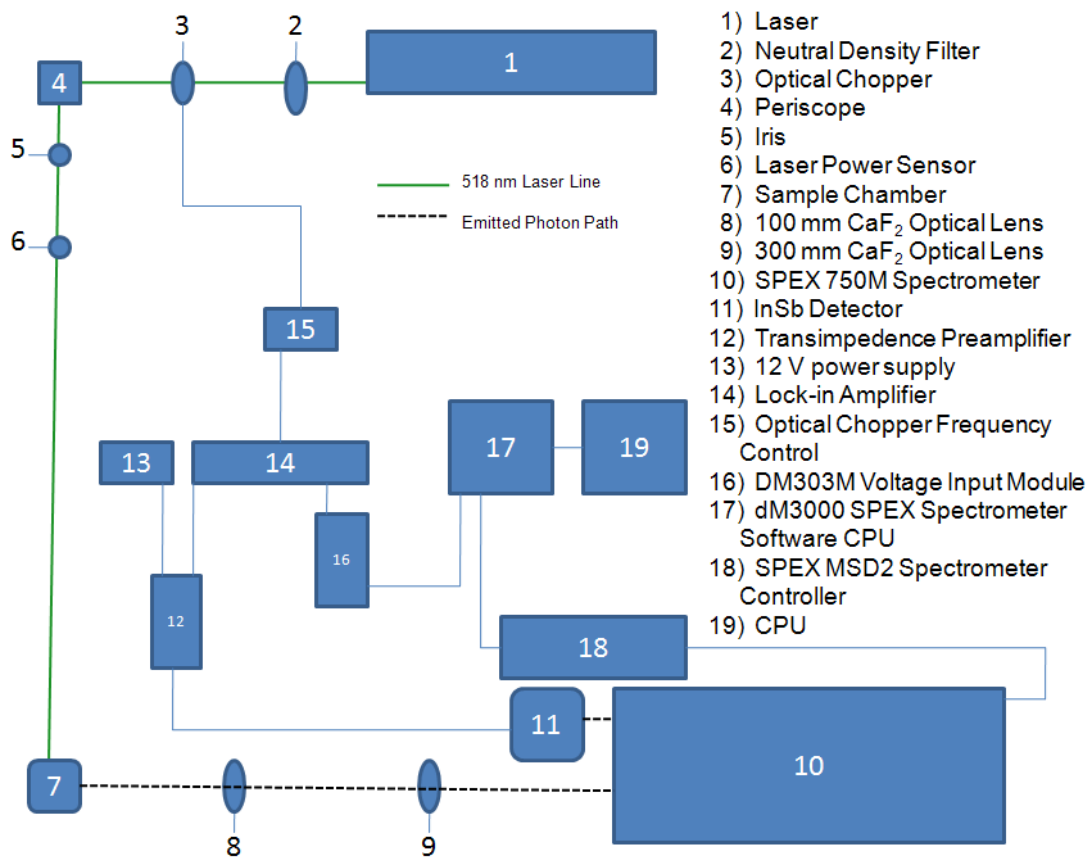 3
2
1
4
5
6
518 nm Laser Line
Emitted Photon Path
15
13
14
17
19
16
12
18
11
10
7
8
9
1) Laser
2) Neutral Density Filter
3) Optical Chopper
4) Periscope
5) Iris
6) Laser Power Sensor
7) Sample Chamber
8) 100 mm CaF₂ Optical Lens
9) 300 mm CaF₂ Optical Lens
10) SPEX 750M Spectrometer
11) InSb Detector
12) Transimpedence Preamplifier
13) 12 V power supply
14) Lock-in Amplifier
15) Optical Chopper Frequency
Control
16) DM303M Voltage Input Module
17) dM3000 SPEX Spectrometer
Software CPU
18) SPEX MSD2 Spectrometer
Controller
19) CPU